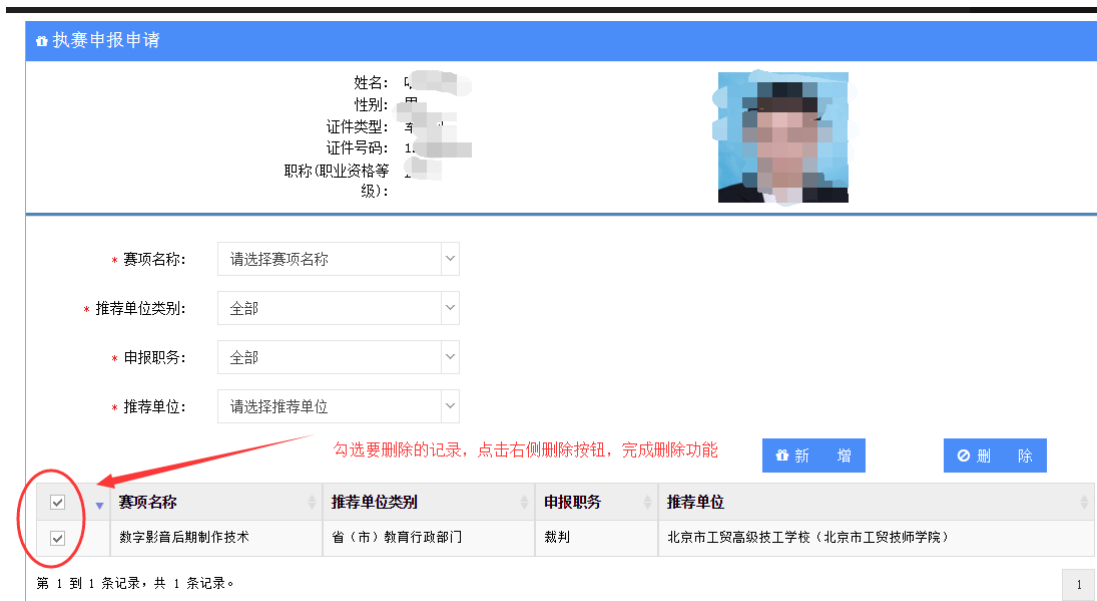 执赛申报申请
姓名:
性别:
证件类型:
证件号码:
职称(职业资格等
级):
* 赛项名称: 请选择赛项名称
* 推荐单位类别: 全部
* 申报职务: 全部
* 推荐单位: 请选择推荐单位
勾选要删除的记录，点击右侧删除按钮，完成删除功能 新 增 删 除
赛项名称 推荐单位类别 申报职务 推荐单位
数字影音后期制作技术 省（市）教育行政部门 裁判 北京市工贸高级技工学校（北京市工贸技师学院）
第 1 到 1 条记录，共 1 条记录。 1